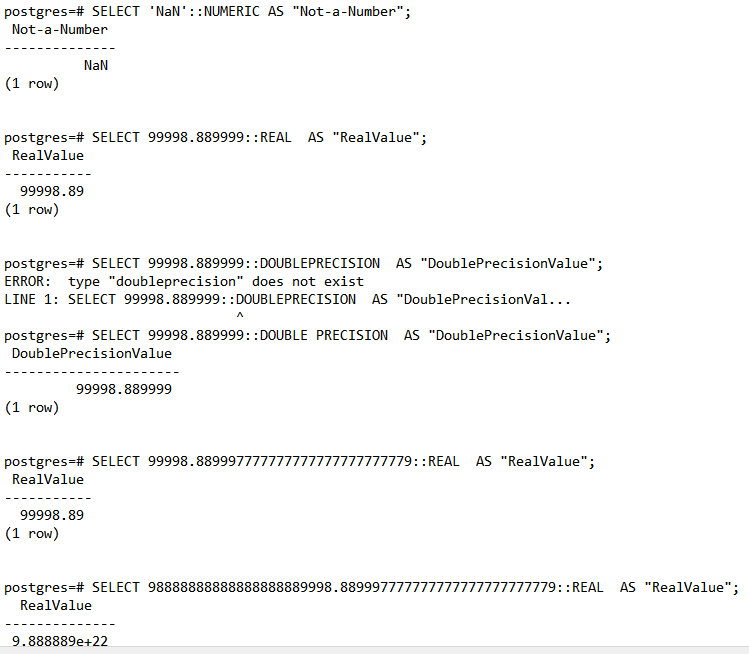 postgres=# SELECT 'NaN'::NUMERIC AS "Not-a-Number";
 Not-a-Number
--------------
          NaN
(1 row)
postgres=# SELECT 99998.889999::REAL  AS "RealValue";
 RealValue
-----------
  99998.89
(1 row)
postgres=# SELECT 99998.889999::DOUBLEPRECISION  AS "DoublePrecisionValue";
ERROR:  type "doubleprecision" does not exist
LINE 1: SELECT 99998.889999::DOUBLEPRECISION  AS "DoublePrecisionVal...
                             ^
postgres=# SELECT 99998.889999::DOUBLE PRECISION  AS "DoublePrecisionValue";
 DoublePrecisionValue
----------------------
         99998.889999
(1 row)
postgres=# SELECT 99998.889997777777777777777777779::REAL  AS "RealValue";
 RealValue
-----------
  99998.89
(1 row)
postgres=# SELECT 98888888888888888889998.889997777777777777777777779::REAL  AS "RealValue";
  RealValue
--------------
 9.888889e+22